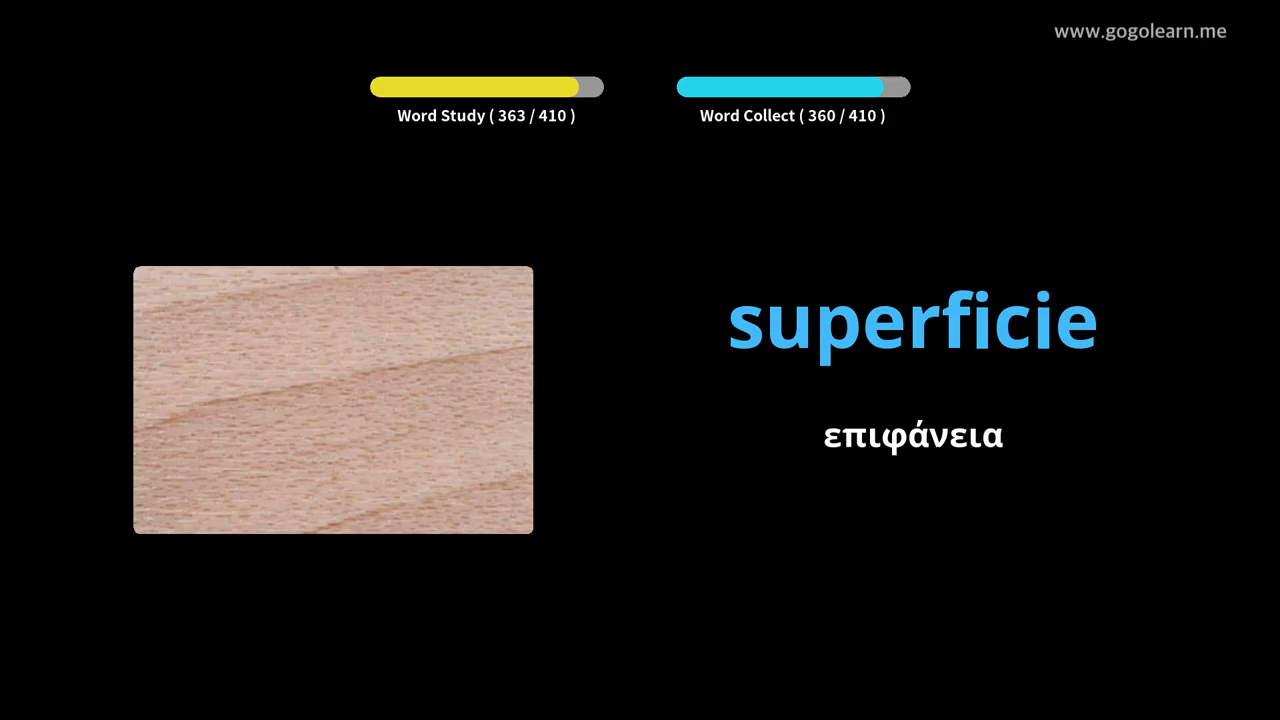 www.gogolearn.me
Word Study ( 363 / 410 )
Word Collect ( 360 / 410 )
superficie
επιφάνεια